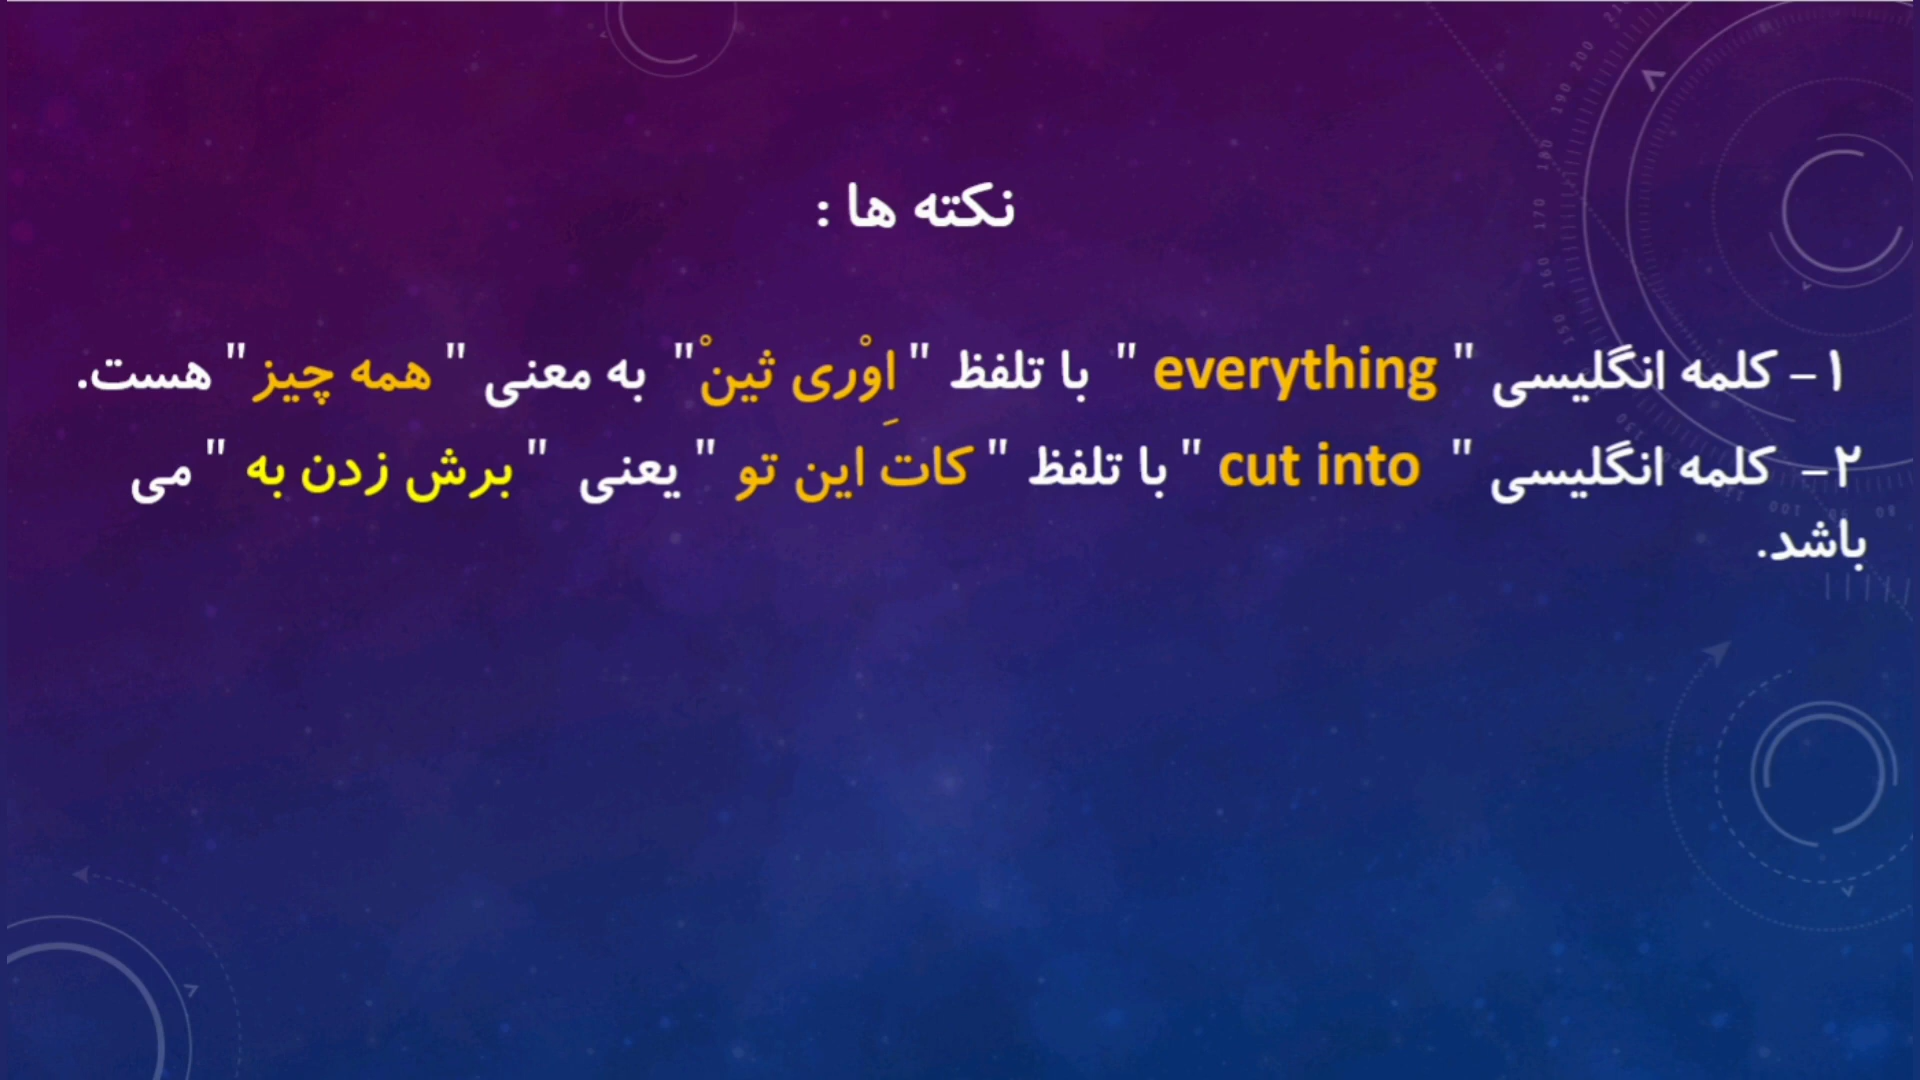 نکته ها :
۱- کلمه انگلیسی " everything " با تلفظ " اِوْری ثینْ" به معنی " همه چیز" هست.
۲- کلمه انگلیسی " cut into " با تلفظ " کات این تو " یعنی " برش زدن به " می
باشد.